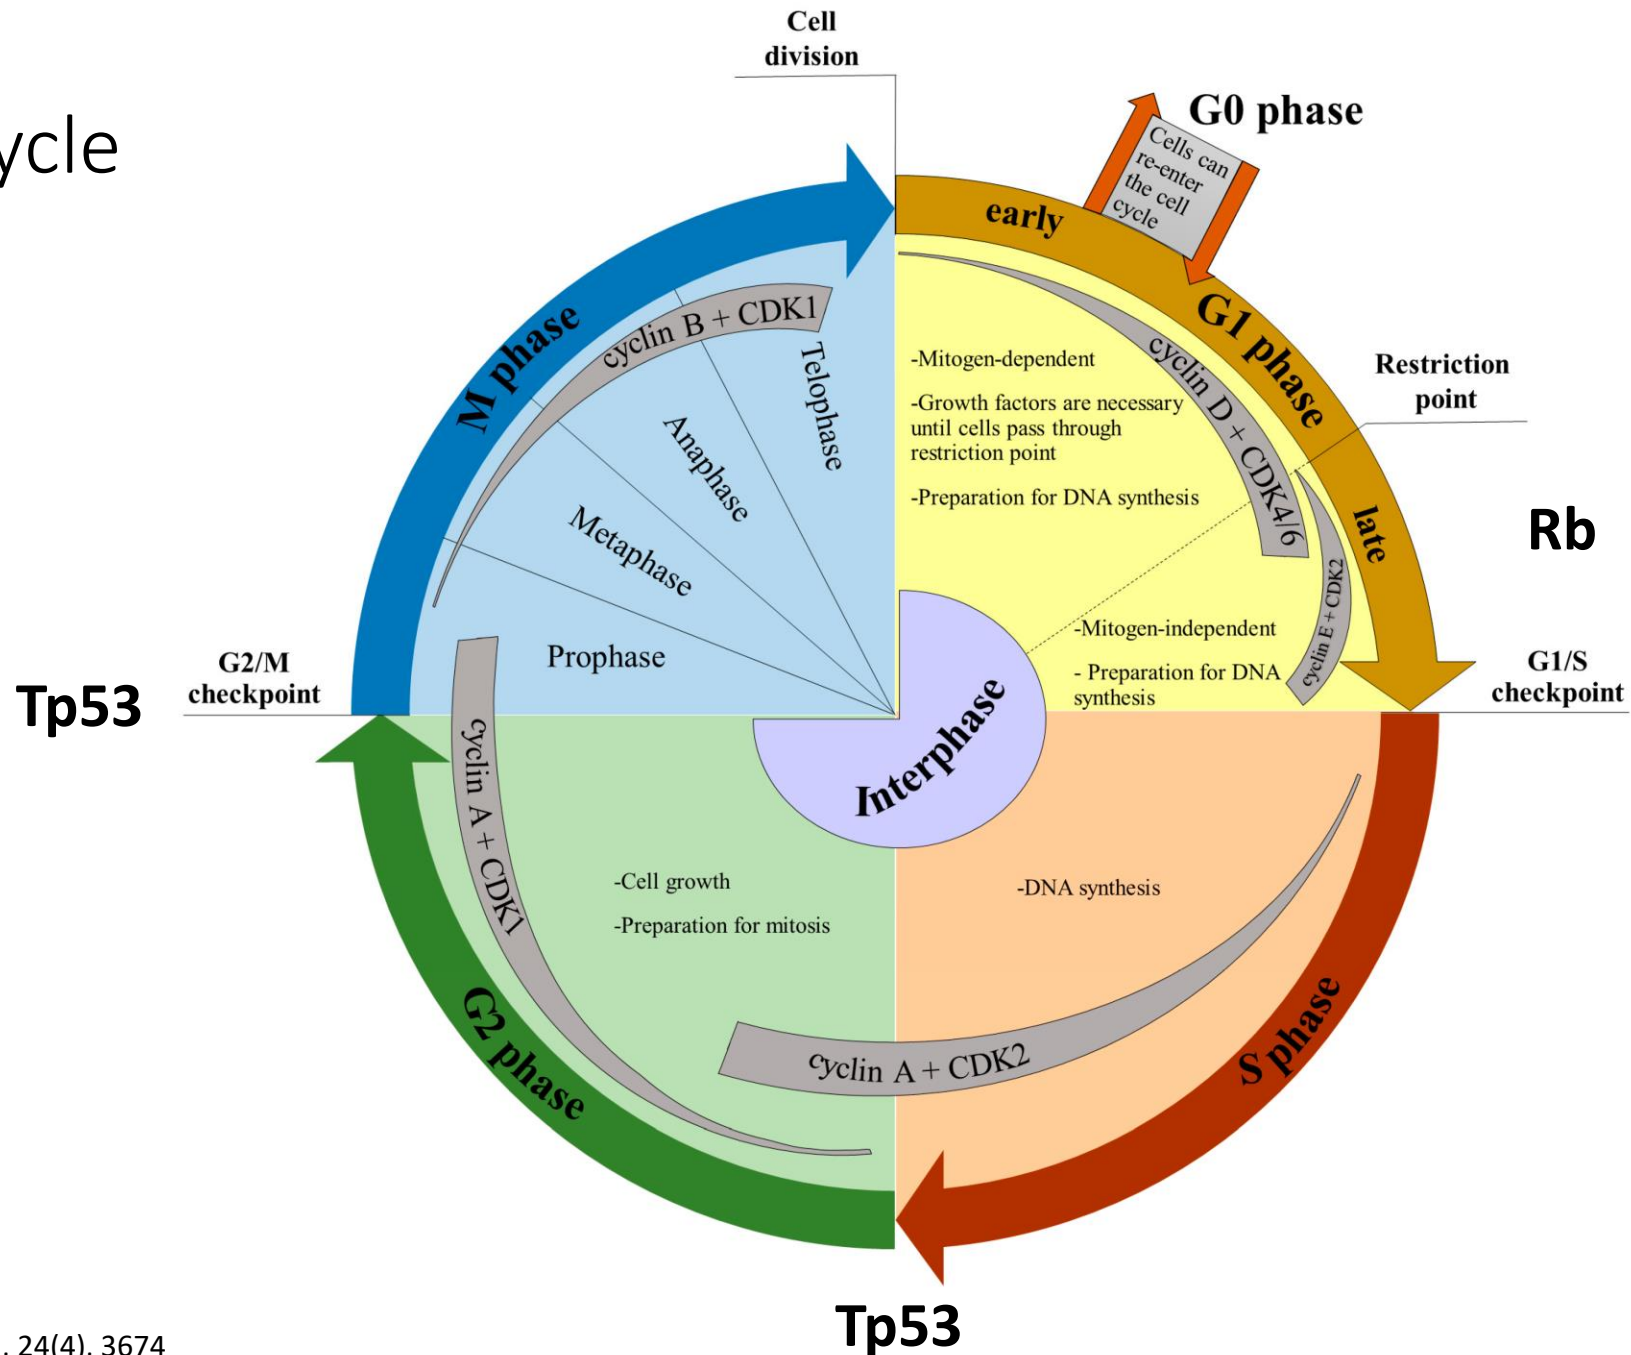 ycle
Cell
division
G0 phase
Cells can
re-enter
the cell
cycle
early
G1 phase
late
Restriction
point
cyclin D + CDK4/6
cyclin E + CDK2
-Mitogen-dependent
-Growth factors are necessary
until cells pass through
restriction point
-Preparation for DNA synthesis
-Mitogen-independent
- Preparation for DNA
synthesis
Rb
G1/S
checkpoint
M phase
cyclin B + CDK1
Telophase
Anaphase
Metaphase
Prophase
G2/M
checkpoint
Tp53
Interphase
cyclin A + CDK1
-Cell growth
-Preparation for mitosis
G2 phase
-DNA synthesis
cyclin A + CDK2
S phase
Tp53
. 24(4). 3674